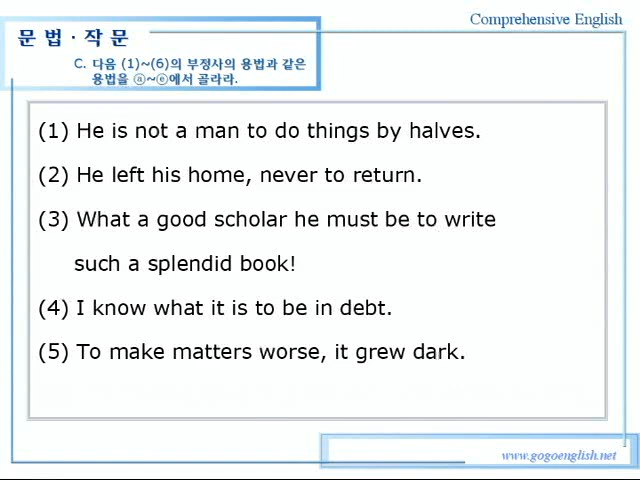 Comprehensive English
문 법 · 작 문
C. 다음 (1)~(6)의 부정사의 용법과 같은
용법을 ⓐ~ⓔ에서 골라라.
(1) He is not a man to do things by halves.
(2) He left his home, never to return.
(3) What a good scholar he must be to write
such a splendid book!
(4) I know what it is to be in debt.
(5) To make matters worse, it grew dark.
www.gogoenglish.net